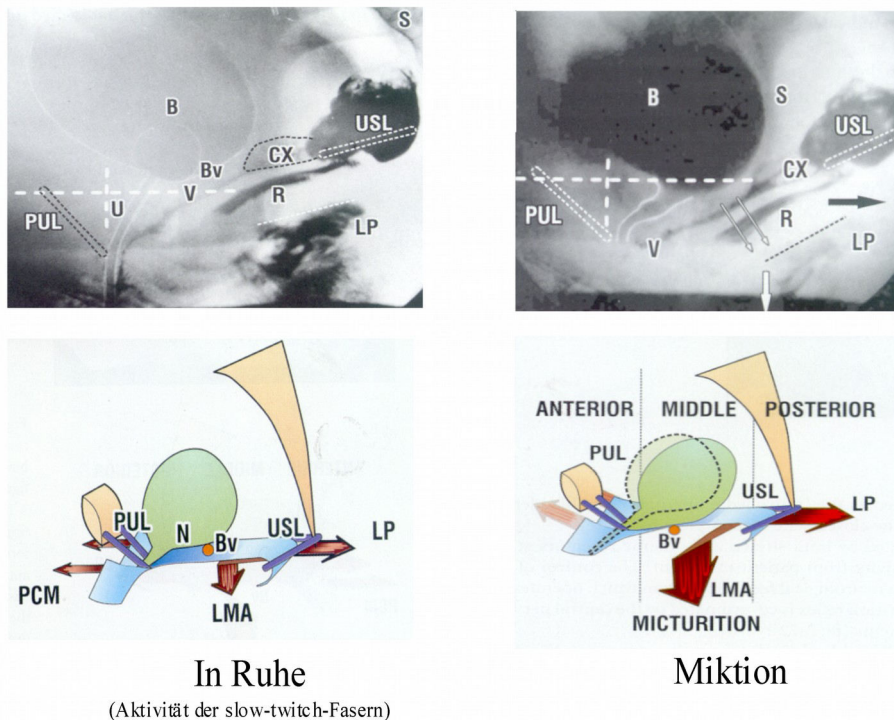 S
B
USL
CX
Bv
V
R
U
PUL
LP
B
S
USL
CX
PUL
R
V
LP
PUL
N
Bv
USL
LP
PCM
LMA
In Ruhe
(Aktivität der slow-twitch-Fasern)
ANTERIOR MIDDLE POSTERIOR
PUL
USL
LP
Bv
LMA
MICTURITION
Miktion